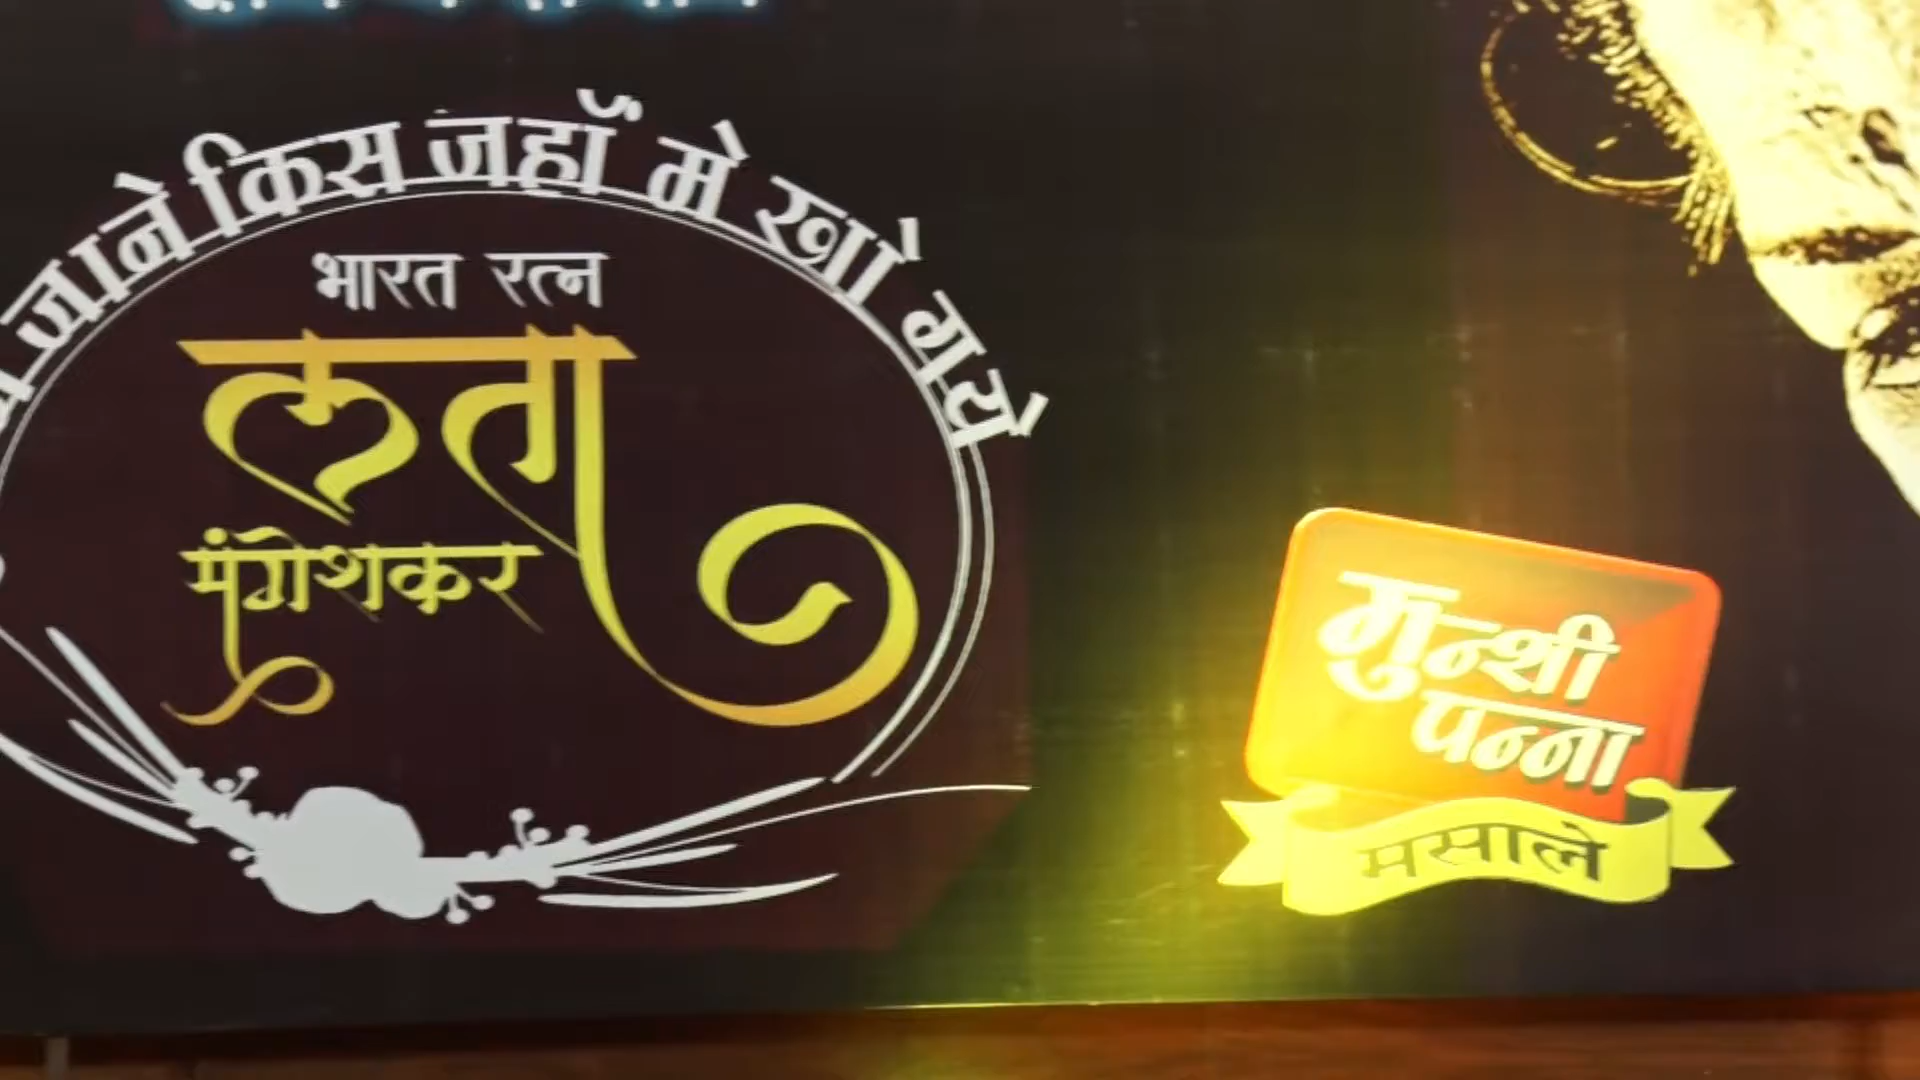 जाने किस जहाँ में खो गये
भारत रत्न
लता
मंगेशकर
मुन्शी
पन्ना
मसाले